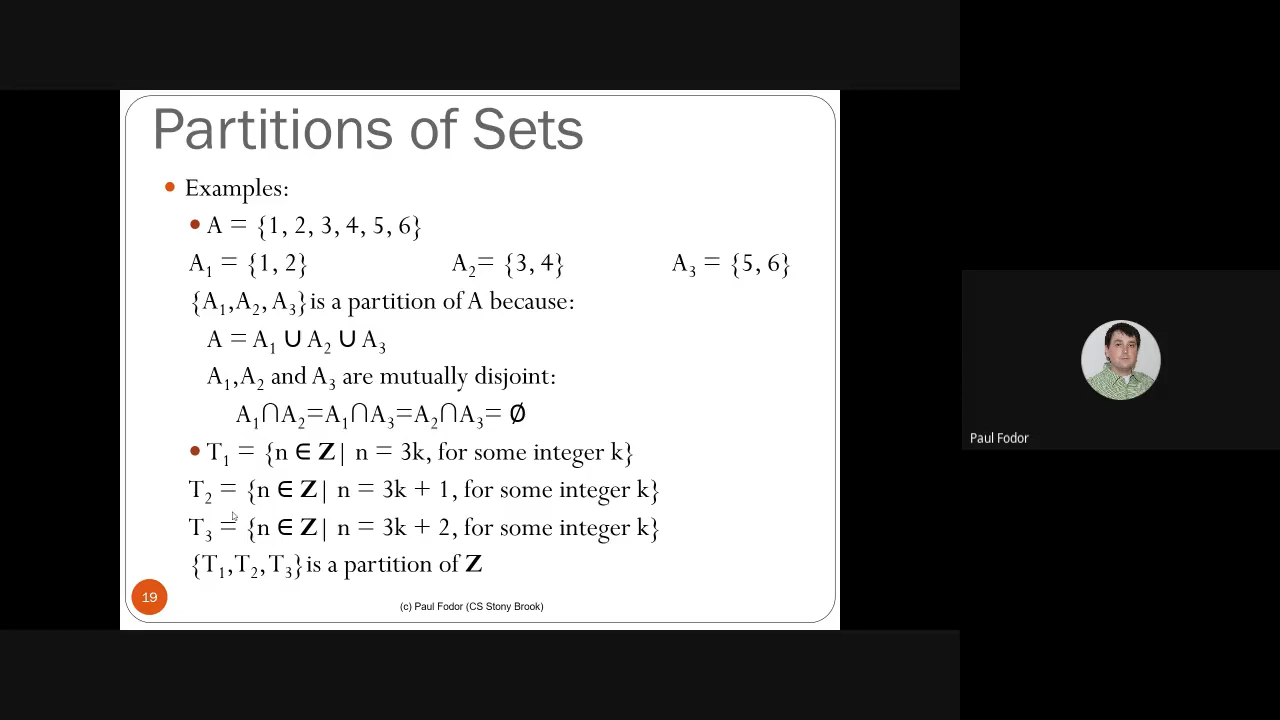 Partitions of Sets
• Examples:
• A = {1, 2, 3, 4, 5, 6}
A₁ = {1, 2} A₂= {3, 4} A₃ = {5, 6}
{A₁,A₂, A₃} is a partition of A because:
A = A₁ ∪ A₂ ∪ A₃
A₁,A₂ and A₃ are mutually disjoint:
A₁∩A₂=A₁∩A₃=A₂∩A₃= Ø
• T₁ = {n ∈ Z| n = 3k, for some integer k}
T₂ = {n ∈ Z| n = 3k + 1, for some integer k}
T₃ = {n ∈ Z| n = 3k + 2, for some integer k}
{T₁,T₂,T₃} is a partition of Z
19
(c) Paul Fodor (CS Stony Brook)
Paul Fodor